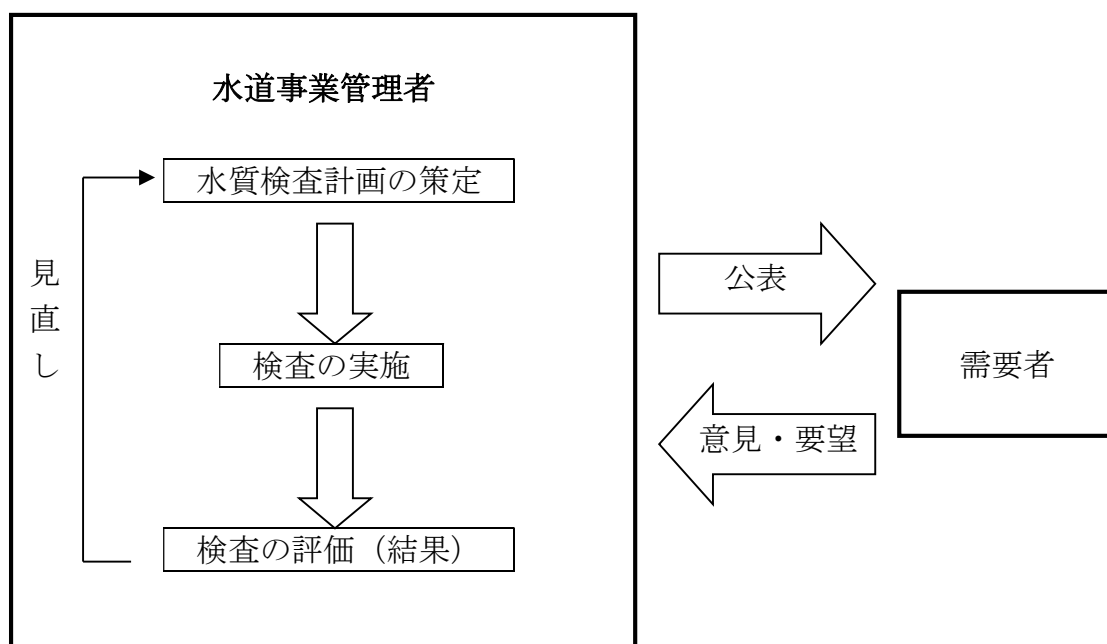 水道事業管理者
水質検査計画の策定
見直し
検査の実施
検査の評価（結果）
公表
意見・要望
需要者